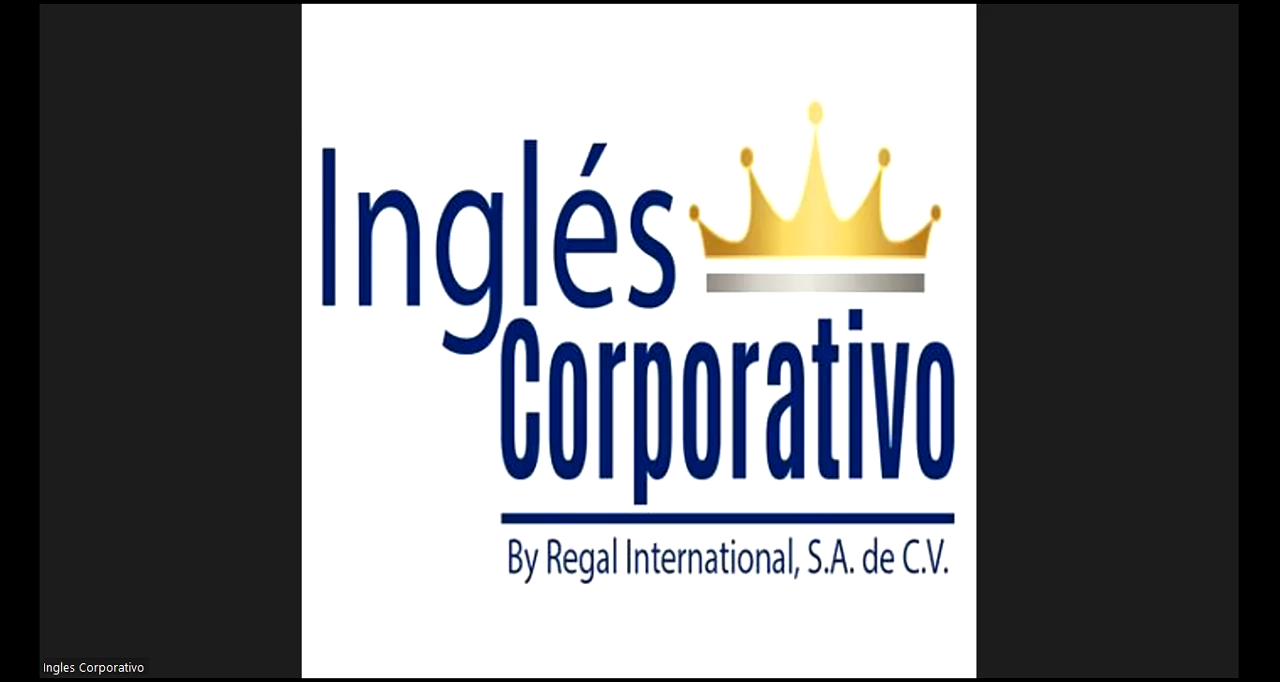 Inglés
Corporativo
By Regal International, S.A. de C.V.
Ingles Corporativo